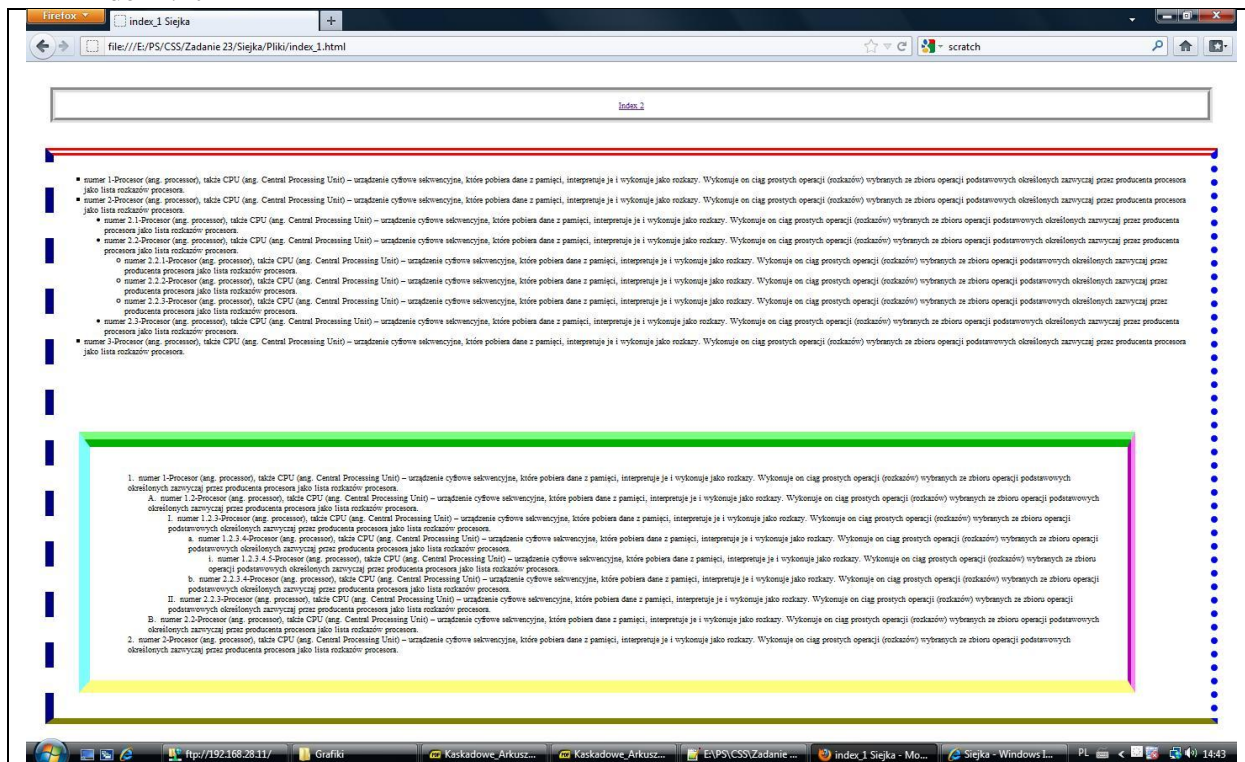 Firefox
index_1 Siejka
file:///E:/PS/CSS/Zadanie 23/Siejka/Pliki/index_1.html
scratch
Index 2
numer 1-Procesor (ang. processor), także CPU (ang. Central Processing Unit) – urządzenie cyfrowe sekwencyjne, które pobiera dane z pamięci, interpretuje je i wykonuje jako rozkazy. Wykonuje on ciąg prostych operacji (rozkazów) wybranych ze zbioru operacji podstawowych określonych zazwyczaj przez producenta procesora
jako lista rozkazów procesora.
numer 2-Procesor (ang. processor), także CPU (ang. Central Processing Unit) – urządzenie cyfrowe sekwencyjne, które pobiera dane z pamięci, interpretuje je i wykonuje jako rozkazy. Wykonuje on ciąg prostych operacji (rozkazów) wybranych ze zbioru operacji podstawowych określonych zazwyczaj przez producenta procesora
jako lista rozkazów procesora.
numer 2.1-Procesor (ang. processor), także CPU (ang. Central Processing Unit) – urządzenie cyfrowe sekwencyjne, które pobiera dane z pamięci, interpretuje je i wykonuje jako rozkazy. Wykonuje on ciąg prostych operacji (rozkazów) wybranych ze zbioru operacji podstawowych określonych zazwyczaj przez producenta
procesora jako lista rozkazów procesora.
numer 2.2-Procesor (ang. processor), także CPU (ang. Central Processing Unit) – urządzenie cyfrowe sekwencyjne, które pobiera dane z pamięci, interpretuje je i wykonuje jako rozkazy. Wykonuje on ciąg prostych operacji (rozkazów) wybranych ze zbioru operacji podstawowych określonych zazwyczaj przez producenta
procesora jako lista rozkazów procesora.
numer 2.2.1-Procesor (ang. processor), także CPU (ang. Central Processing Unit) – urządzenie cyfrowe sekwencyjne, które pobiera dane z pamięci, interpretuje je i wykonuje jako rozkazy. Wykonuje on ciąg prostych operacji (rozkazów) wybranych ze zbioru operacji podstawowych określonych zazwyczaj przez
producenta procesora jako lista rozkazów procesora.
numer 2.2.2-Procesor (ang. processor), także CPU (ang. Central Processing Unit) – urządzenie cyfrowe sekwencyjne, które pobiera dane z pamięci, interpretuje je i wykonuje jako rozkazy. Wykonuje on ciąg prostych operacji (rozkazów) wybranych ze zbioru operacji podstawowych określonych zazwyczaj przez
producenta procesora jako lista rozkazów procesora.
numer 2.2.3-Procesor (ang. processor), także CPU (ang. Central Processing Unit) – urządzenie cyfrowe sekwencyjne, które pobiera dane z pamięci, interpretuje je i wykonuje jako rozkazy. Wykonuje on ciąg prostych operacji (rozkazów) wybranych ze zbioru operacji podstawowych określonych zazwyczaj przez
producenta procesora jako lista rozkazów procesora.
numer 2.3-Procesor (ang. processor), także CPU (ang. Central Processing Unit) – urządzenie cyfrowe sekwencyjne, które pobiera dane z pamięci, interpretuje je i wykonuje jako rozkazy. Wykonuje on ciąg prostych operacji (rozkazów) wybranych ze zbioru operacji podstawowych określonych zazwyczaj przez producenta
procesora jako lista rozkazów procesora.
numer 3-Procesor (ang. processor), także CPU (ang. Central Processing Unit) – urządzenie cyfrowe sekwencyjne, które pobiera dane z pamięci, interpretuje je i wykonuje jako rozkazy. Wykonuje on ciąg prostych operacji (rozkazów) wybranych ze zbioru operacji podstawowych określonych zazwyczaj przez producenta procesora
jako lista rozkazów procesora.
1. numer 1-Procesor (ang. processor), także CPU (ang. Central Processing Unit) – urządzenie cyfrowe sekwencyjne, które pobiera dane z pamięci, interpretuje je i wykonuje jako rozkazy. Wykonuje on ciąg prostych operacji (rozkazów) wybranych ze zbioru operacji podstawowych
określonych zazwyczaj przez producenta procesora jako lista rozkazów procesora.
A. numer 1.2-Procesor (ang. processor), także CPU (ang. Central Processing Unit) – urządzenie cyfrowe sekwencyjne, które pobiera dane z pamięci, interpretuje je i wykonuje jako rozkazy. Wykonuje on ciąg prostych operacji (rozkazów) wybranych ze zbioru operacji podstawowych
określonych zazwyczaj przez producenta procesora jako lista rozkazów procesora.
I. numer 1.2.3-Procesor (ang. processor), także CPU (ang. Central Processing Unit) – urządzenie cyfrowe sekwencyjne, które pobiera dane z pamięci, interpretuje je i wykonuje jako rozkazy. Wykonuje on ciąg prostych operacji (rozkazów) wybranych ze zbioru operacji
podstawowych określonych zazwyczaj przez producenta procesora jako lista rozkazów procesora.
a. numer 1.2.3.4-Procesor (ang. processor), także CPU (ang. Central Processing Unit) – urządzenie cyfrowe sekwencyjne, które pobiera dane z pamięci, interpretuje je i wykonuje jako rozkazy. Wykonuje on ciąg prostych operacji (rozkazów) wybranych ze zbioru operacji
podstawowych określonych zazwyczaj przez producenta procesora jako lista rozkazów procesora.
i. numer 1.2.3.4.5-Procesor (ang. processor), także CPU (ang. Central Processing Unit) – urządzenie cyfrowe sekwencyjne, które pobiera dane z pamięci, interpretuje je i wykonuje jako rozkazy. Wykonuje on ciąg prostych operacji (rozkazów) wybranych ze zbioru
operacji podstawowych określonych zazwyczaj przez producenta procesora jako lista rozkazów procesora.
b. numer 2.2.3.4-Procesor (ang. processor), także CPU (ang. Central Processing Unit) – urządzenie cyfrowe sekwencyjne, które pobiera dane z pamięci, interpretuje je i wykonuje jako rozkazy. Wykonuje on ciąg prostych operacji (rozkazów) wybranych ze zbioru operacji
podstawowych określonych zazwyczaj przez producenta procesora jako lista rozkazów procesora.
II. numer 2.2.3-Procesor (ang. processor), także CPU (ang. Central Processing Unit) – urządzenie cyfrowe sekwencyjne, które pobiera dane z pamięci, interpretuje je i wykonuje jako rozkazy. Wykonuje on ciąg prostych operacji (rozkazów) wybranych ze zbioru operacji
podstawowych określonych zazwyczaj przez producenta procesora jako lista rozkazów procesora.
B. numer 2.2-Procesor (ang. processor), także CPU (ang. Central Processing Unit) – urządzenie cyfrowe sekwencyjne, które pobiera dane z pamięci, interpretuje je i wykonuje jako rozkazy. Wykonuje on ciąg prostych operacji (rozkazów) wybranych ze zbioru operacji podstawowych
określonych zazwyczaj przez producenta procesora jako lista rozkazów procesora.
2. numer 2-Procesor (ang. processor), także CPU (ang. Central Processing Unit) – urządzenie cyfrowe sekwencyjne, które pobiera dane z pamięci, interpretuje je i wykonuje jako rozkazy. Wykonuje on ciąg prostych operacji (rozkazów) wybranych ze zbioru operacji podstawowych
określonych zazwyczaj przez producenta procesora jako lista rozkazów procesora.
ftp://192.168.28.11/ Grafiki Kaskadowe_Arkusz... Kaskadowe_Arkusz... E:\PS\CSS\Zadanie ... index_1 Siejka - Mo... Siejka - Windows I... PL 14:43